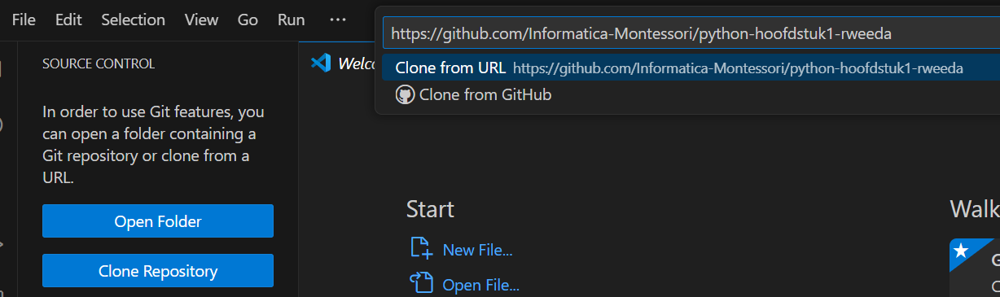 File Edit Selection View Go Run ···
https://github.com/Informatica-Montessori/python-hoofdstuk1-rweeda
Clone from URL https://github.com/Informatica-Montessori/python-hoofdstuk1-rweeda
Clone from GitHub
SOURCE CONTROL
In order to use Git features, you
can open a folder containing a
Git repository or clone from a
URL.
Open Folder
Clone Repository
Welco
Start
New File...
Open File...
Walk